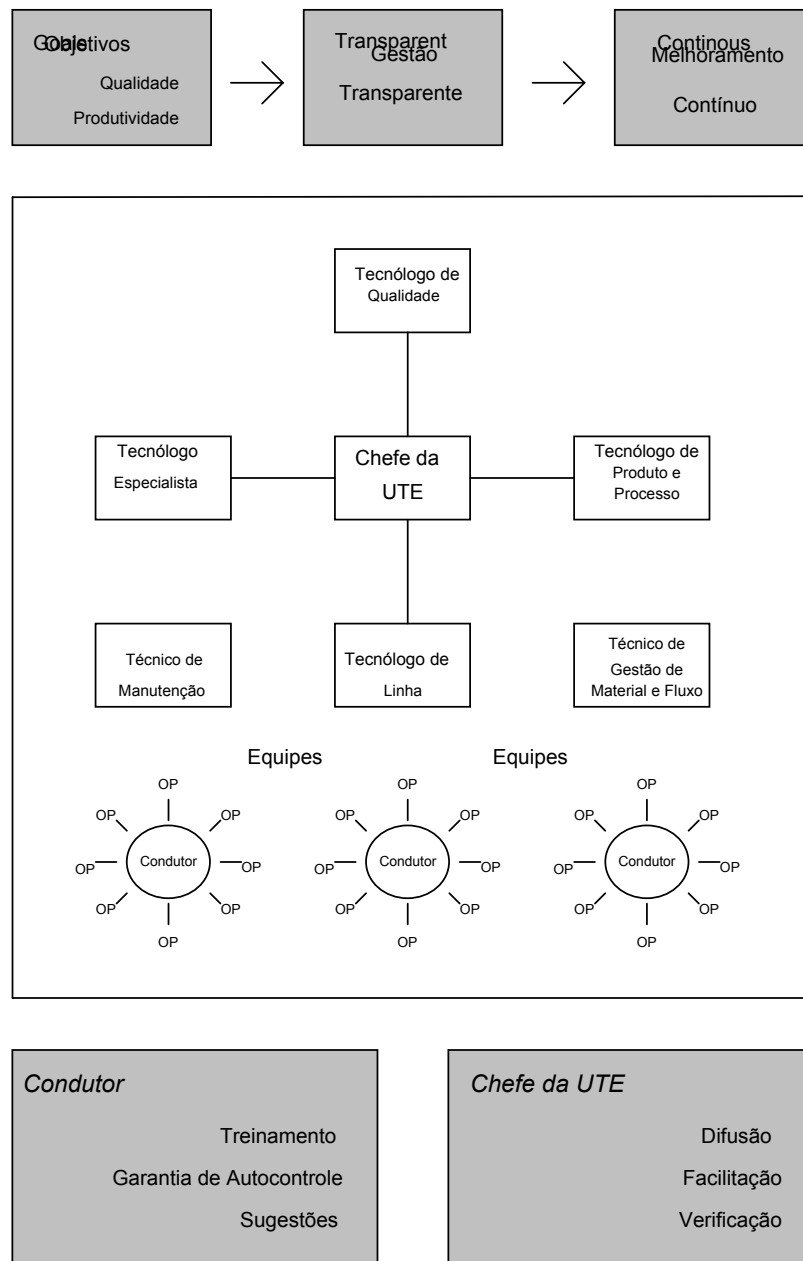 Objetivos
Qualidade
Produtividade
Transparent
Gestão
Transparente
Continous
Melhoramento
Contínuo
Tecnólogo de
Qualidade
Tecnólogo
Especialista
Chefe da
UTE
Tecnólogo de
Produto e
Processo
Técnico de
Manutenção
Tecnólogo de
Linha
Técnico de
Gestão de
Material e Fluxo
Equipes Equipes
OP OP OP
OP OP OP OP OP OP
OP Condutor OP OP Condutor OP OP Condutor OP
OP OP OP OP OP OP
OP OP OP
Condutor
Treinamento
Garantia de Autocontrole
Sugestões
Chefe da UTE
Difusão
Facilitação
Verificação